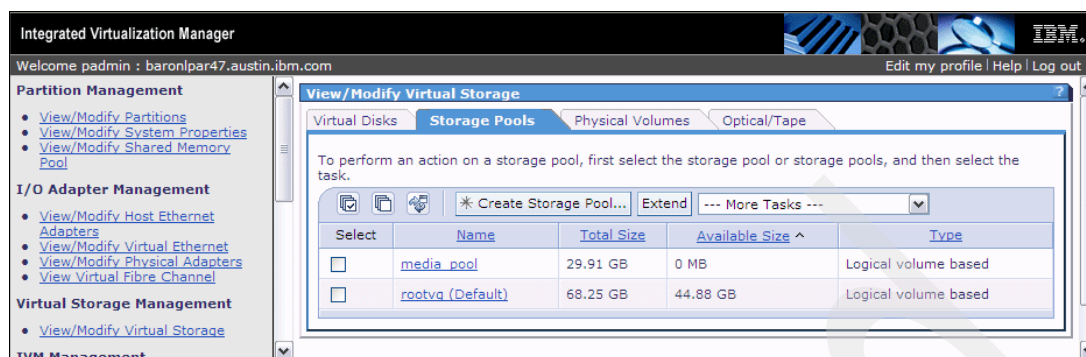 Integrated Virtualization Manager
IBM.
Welcome padmin : baronlpar47.austin.ibm.com
Edit my profile | Help | Log out
Partition Management
View/Modify Partitions
View/Modify System Properties
View/Modify Shared Memory
Pool
I/O Adapter Management
View/Modify Host Ethernet
Adapters
View/Modify Virtual Ethernet
View/Modify Physical Adapters
View Virtual Fibre Channel
Virtual Storage Management
View/Modify Virtual Storage
IVM Management
View/Modify Virtual Storage
?
Virtual Disks Storage Pools Physical Volumes Optical/Tape
To perform an action on a storage pool, first select the storage pool or storage pools, and then select the
task.
Create Storage Pool... Extend --- More Tasks ---
Select Name Total Size Available Size ^ Type
media_pool 29.91 GB 0 MB Logical volume based
rootvg (Default) 68.25 GB 44.88 GB Logical volume based